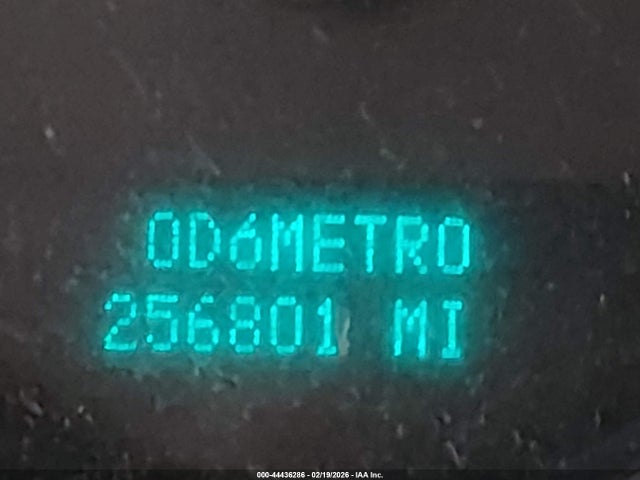 OD6METRO
256801 MI
000-44436286 - 02/19/2026 - IAA Inc.